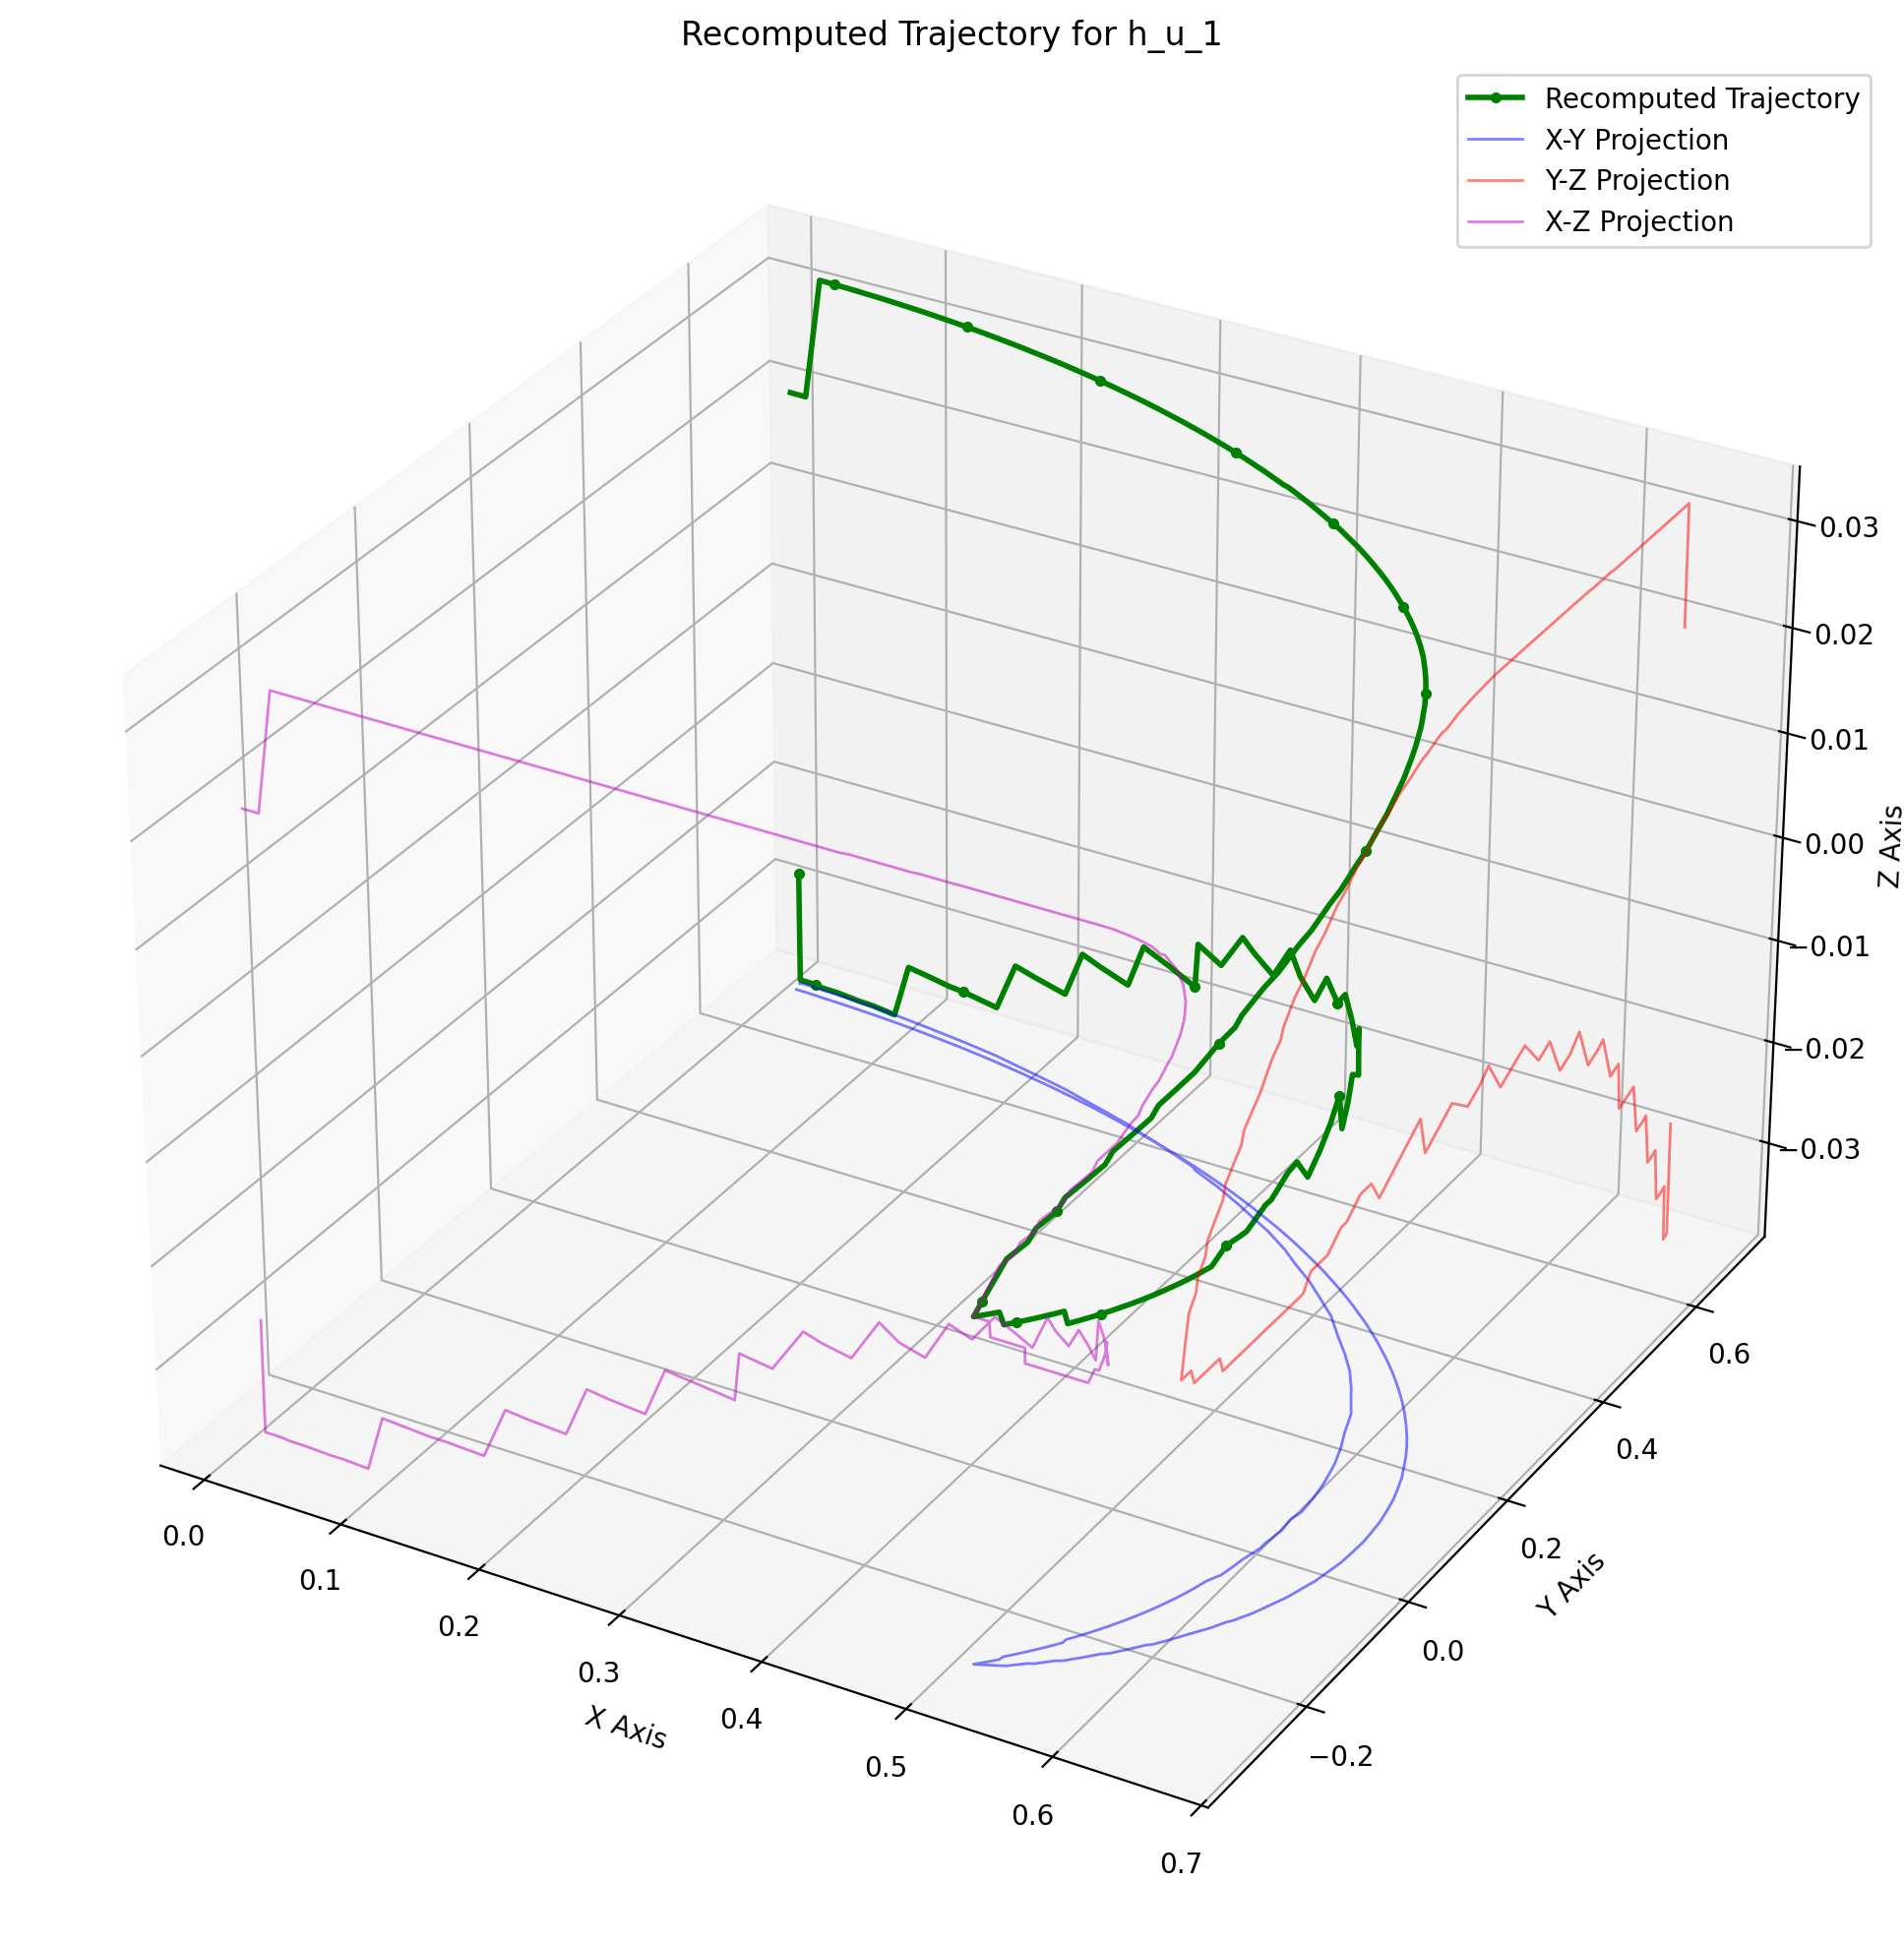 Recomputed Trajectory for h_u_1
Recomputed Trajectory
X-Y Projection
Y-Z Projection
X-Z Projection
0.03
0.02
0.01
0.00
−0.01
−0.02
−0.03
Z Axis
0.6
0.4
0.2
0.0
−0.2
Y Axis
0.0
0.1
0.2
0.3
0.4
0.5
0.6
0.7
X Axis